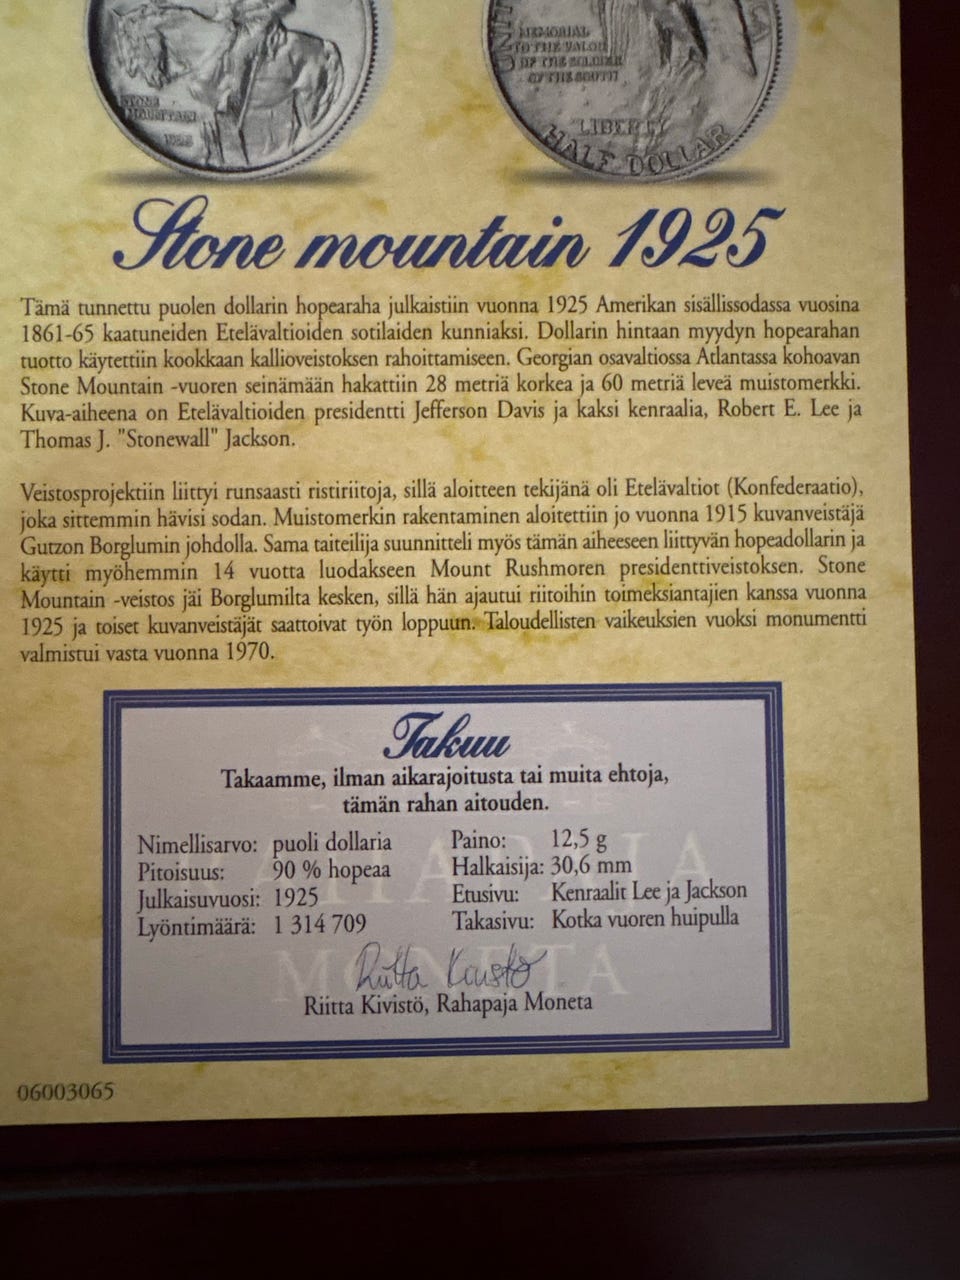 STONE
MOUNTAIN
1925
UNIT
MEMORIAL
TO THE VALOR
OF THE SOLDIER
OF THE SOUTH
LIBERTY
HALF DOLLAR
Stone mountain 1925
Tämä tunnettu puolen dollarin hopearaha julkaistiin vuonna 1925 Amerikan sisällissodassa vuosina
1861-65 kaatuneiden Etelävaltioiden sotilaiden kunniaksi. Dollarin hintaan myydyn hopearahan
tuotto käytettiin kookkaan kallioveistoksen rahoittamiseen. Georgian osavaltiossa Atlantassa kohoavan
Stone Mountain -vuoren seinämään hakattiin 28 metriä korkea ja 60 metriä leveä muistomerkki.
Kuva-aiheena on Etelävaltioiden presidentti Jefferson Davis ja kaksi kenraalia, Robert E. Lee ja
Thomas J. "Stonewall" Jackson.
Veistosprojektiin liittyi runsaasti ristiriitoja, sillä aloitteen tekijänä oli Etelävaltiot (Konfederaatio),
joka sittemmin hävisi sodan. Muistomerkin rakentaminen aloitettiin jo vuonna 1915 kuvanveistäjä
Gutzon Borglumin johdolla. Sama taiteilija suunnitteli myös tämän aiheeseen liittyvän hopeadollarin ja
käytti myöhemmin 14 vuotta luodakseen Mount Rushmoren presidenttiveistoksen. Stone
Mountain -veistos jäi Borglumilta kesken, sillä hän ajautui riitoihin toimeksiantajien kanssa vuonna
1925 ja toiset kuvanveistäjät saattoivat työn loppuun. Taloudellisten vaikeuksien vuoksi monumentti
valmistui vasta vuonna 1970.
Takuu
Takaamme, ilman aikarajoitusta tai muita ehtoja,
tämän rahan aitouden.
Nimellisarvo: puoli dollaria Paino: 12,5 g
Pitoisuus: 90 % hopeaa Halkaisija: 30,6 mm
Julkaisuvuosi: 1925 Etusivu: Kenraalit Lee ja Jackson
Lyöntimäärä: 1 314 709 Takasivu: Kotka vuoren huipulla
RAHAPAJA
MONETA
Riitta Kivistö
Riitta Kivistö, Rahapaja Moneta
06003065